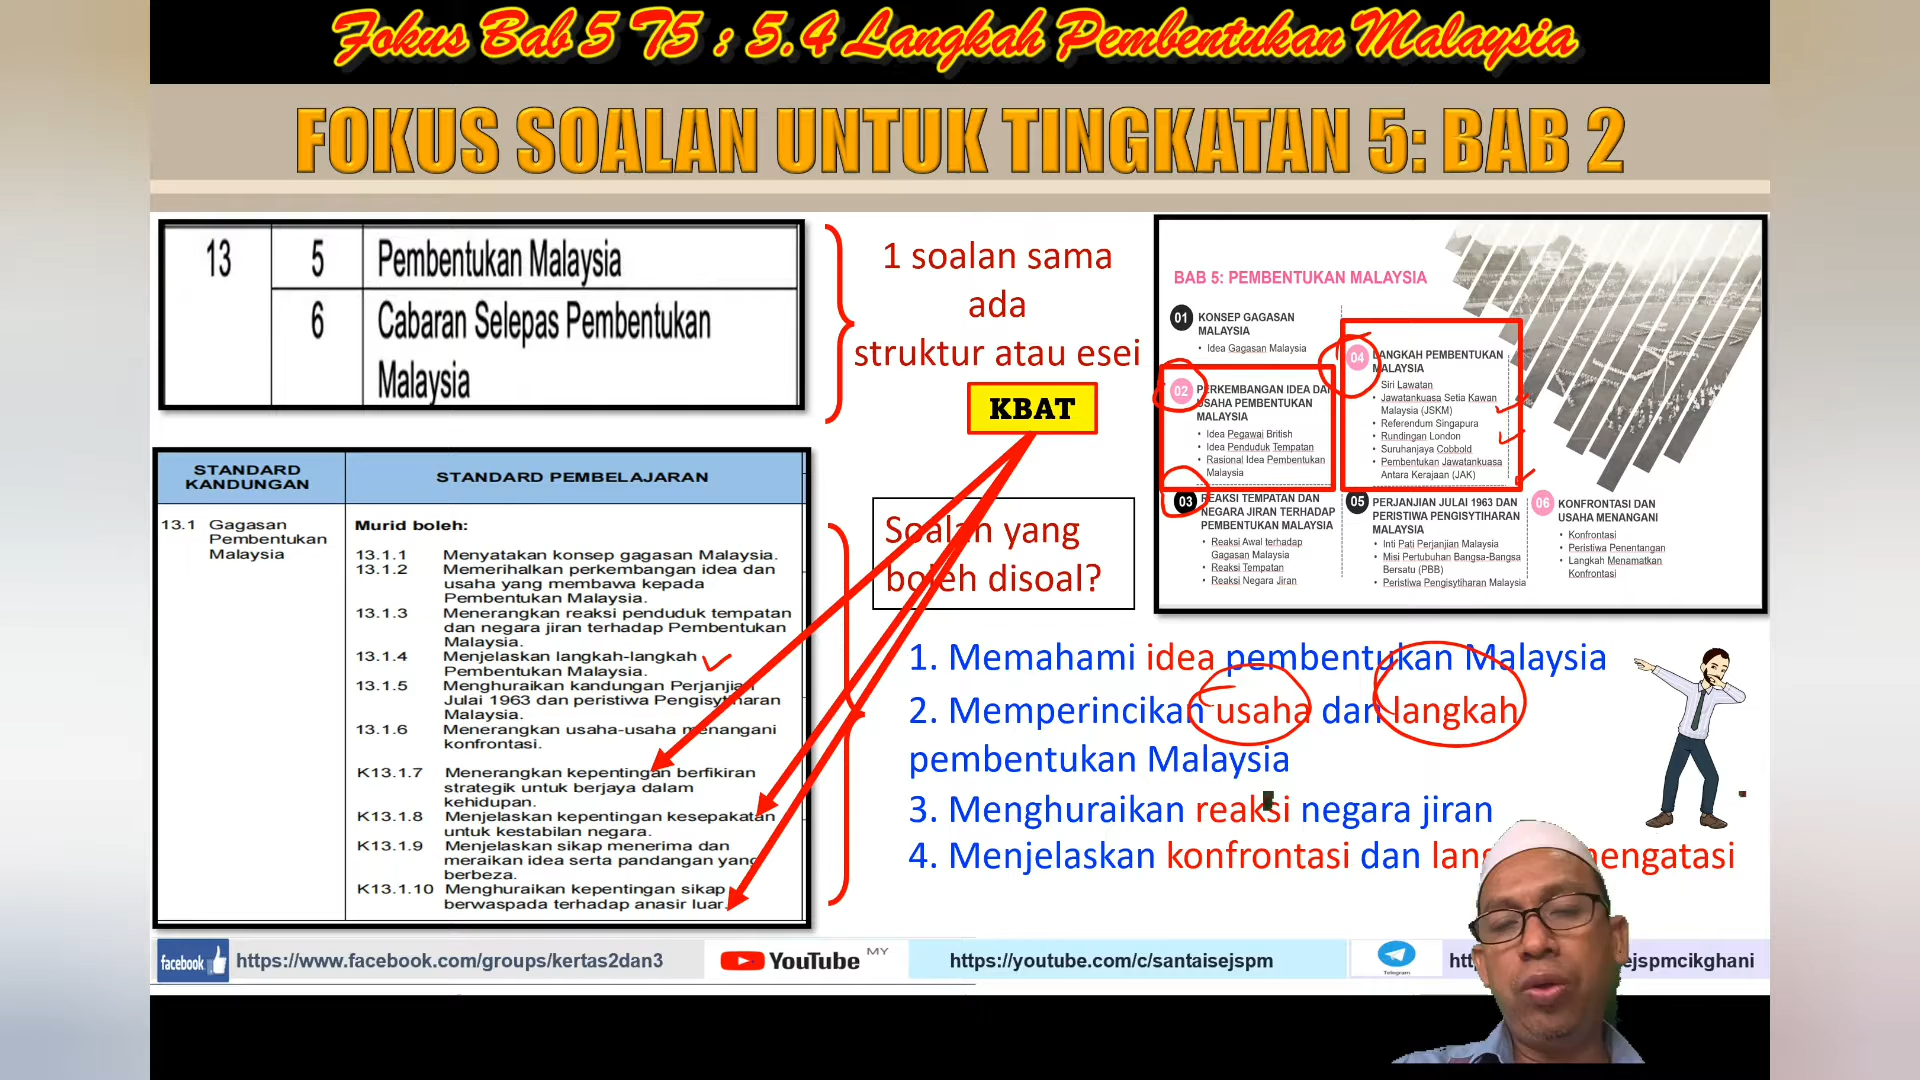 Fokus Bab 5 T5 : 5.4 Langkah Pembentukan Malaysia
FOKUS SOALAN UNTUK TINGKATAN 5: BAB 2
13
5
Pembentukan Malaysia
6
Cabaran Selepas Pembentukan
Malaysia
1 soalan sama
ada
struktur atau esei
KBAT
Soalan yang
boleh disoal?
BAB 5: PEMBENTUKAN MALAYSIA
01 KONSEP GAGASAN
MALAYSIA
• Idea Gagasan Malaysia
02 PERKEMBANGAN IDEA DAN
USAHA PEMBENTUKAN
MALAYSIA
• Idea Pegawai British
• Idea Penduduk Tempatan
• Rasional Idea Pembentukan
Malaysia
03 REAKSI TEMPATAN DAN
NEGARA JIRAN TERHADAP
PEMBENTUKAN MALAYSIA
• Reaksi Awal terhadap
Gagasan Malaysia
• Reaksi Tempatan
• Reaksi Negara Jiran
04 LANGKAH PEMBENTUKAN
MALAYSIA
Siri Lawatan
• Jawatankuasa Setia Kawan
Malaysia (JSKM)
• Referendum Singapura
• Rundingan London
• Suruhanjaya Cobbold
• Pembentukan Jawatankuasa
Antara Kerajaan (JAK)
05 PERJANJIAN JULAI 1963 DAN
PERISTIWA PENGISYTIHARAN
MALAYSIA
• Inti Pati Perjanjian Malaysia
• Misi Pertubuhan Bangsa-Bangsa
Bersatu (PBB)
• Peristiwa Pengisytiharan Malaysia
06 KONFRONTASI DAN
USAHA MENANGANI
• Konfrontasi
• Peristiwa Penentangan
• Langkah Menamatkan
Konfrontasi
STANDARD
KANDUNGAN
STANDARD PEMBELAJARAN
13.1 Gagasan
Pembentukan
Malaysia
Murid boleh:
13.1.1 Menyatakan konsep gagasan Malaysia.
13.1.2 Memerihalkan perkembangan idea dan
usaha yang membawa kepada
Pembentukan Malaysia.
13.1.3 Menerangkan reaksi penduduk tempatan
dan negara jiran terhadap Pembentukan
Malaysia.
13.1.4 Menjelaskan langkah-langkah
Pembentukan Malaysia.
13.1.5 Menghuraikan kandungan Perjanjian
Julai 1963 dan peristiwa Pengisytiharan
Malaysia.
13.1.6 Menerangkan usaha-usaha menangani
konfrontasi.
K13.1.7 Menerangkan kepentingan berfikiran
strategik untuk berjaya dalam
kehidupan.
K13.1.8 Menjelaskan kepentingan kesepakatan
untuk kestabilan negara.
K13.1.9 Menjelaskan sikap menerima dan
meraikan idea serta pandangan yang
berbeza.
K13.1.10 Menghuraikan kepentingan sikap
berwaspada terhadap anasir luar.
1. Memahami idea pembentukan Malaysia
2. Memperincikan usaha dan langkah
pembentukan Malaysia
3. Menghuraikan reaksi negara jiran
4. Menjelaskan konfrontasi dan mengatasi
facebook https://www.facebook.com/groups/kertas2dan3
YouTube MY
https://youtube.com/c/santaisejspm
Telegram
ejspmcikghani